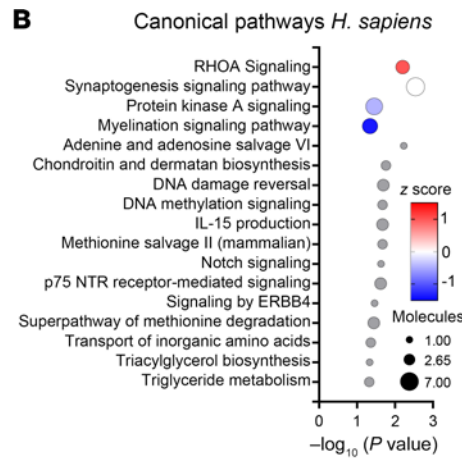 B
Canonical pathways H. sapiens
RHOA Signaling
Synaptogenesis signaling pathway
Protein kinase A signaling
Myelination signaling pathway
Adenine and adenosine salvage VI
Chondroitin and dermatan biosynthesis
DNA damage reversal
DNA methylation signaling
IL-15 production
Methionine salvage II (mammalian)
Notch signaling
p75 NTR receptor-mediated signaling
Signaling by ERBB4
Superpathway of methionine degradation
Transport of inorganic amino acids
Triacylglycerol biosynthesis
Triglyceride metabolism
z score
1
0
-1
Molecules
1.00
2.65
7.00
0 1 2 3
–log10 (P value)